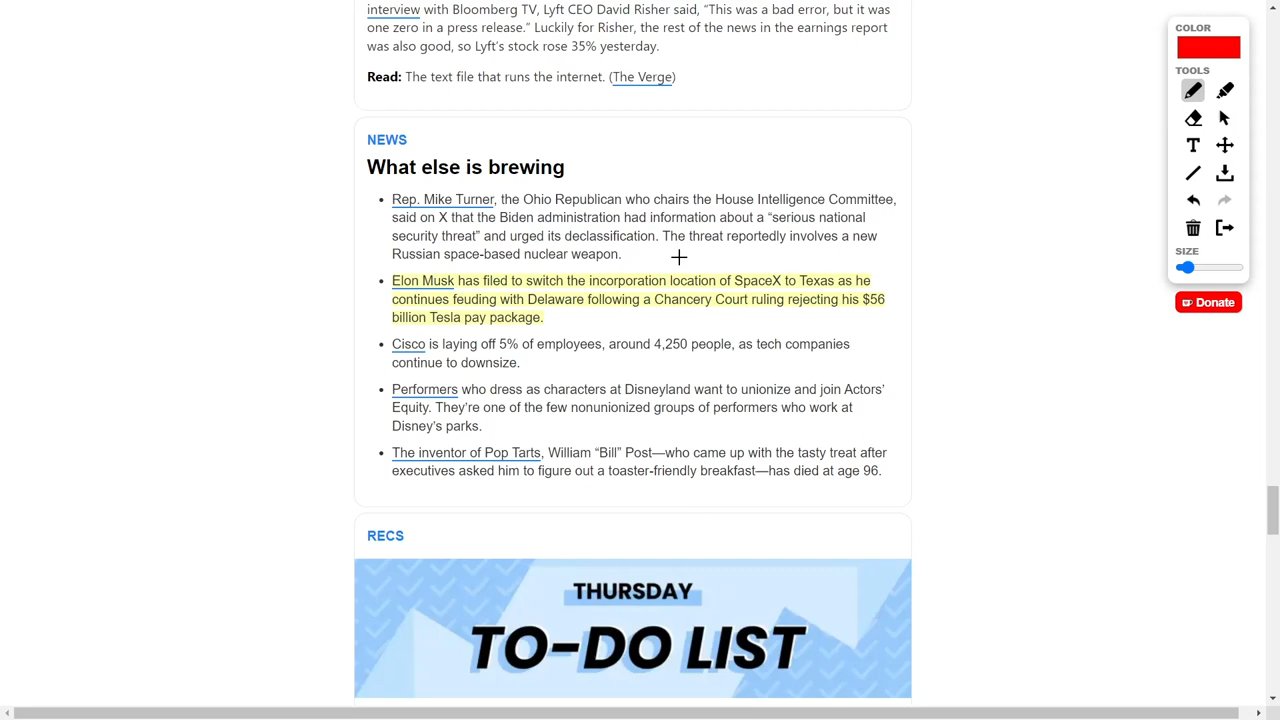 interview with Bloomberg TV, Lyft CEO David Risher said, “This was a bad error, but it was
one zero in a press release.” Luckily for Risher, the rest of the news in the earnings report
was also good, so Lyft’s stock rose 35% yesterday.
Read: The text file that runs the internet. (The Verge)
NEWS
What else is brewing
• Rep. Mike Turner, the Ohio Republican who chairs the House Intelligence Committee,
said on X that the Biden administration had information about a “serious national
security threat” and urged its declassification. The threat reportedly involves a new
Russian space-based nuclear weapon.
• Elon Musk has filed to switch the incorporation location of SpaceX to Texas as he
continues feuding with Delaware following a Chancery Court ruling rejecting his $56
billion Tesla pay package.
• Cisco is laying off 5% of employees, around 4,250 people, as tech companies
continue to downsize.
• Performers who dress as characters at Disneyland want to unionize and join Actors’
Equity. They’re one of the few nonunionized groups of performers who work at
Disney’s parks.
• The inventor of Pop Tarts, William “Bill” Post—who came up with the tasty treat after
executives asked him to figure out a toaster-friendly breakfast—has died at age 96.
RECS
THURSDAY
TO-DO LIST
COLOR
TOOLS
T
SIZE
Donate